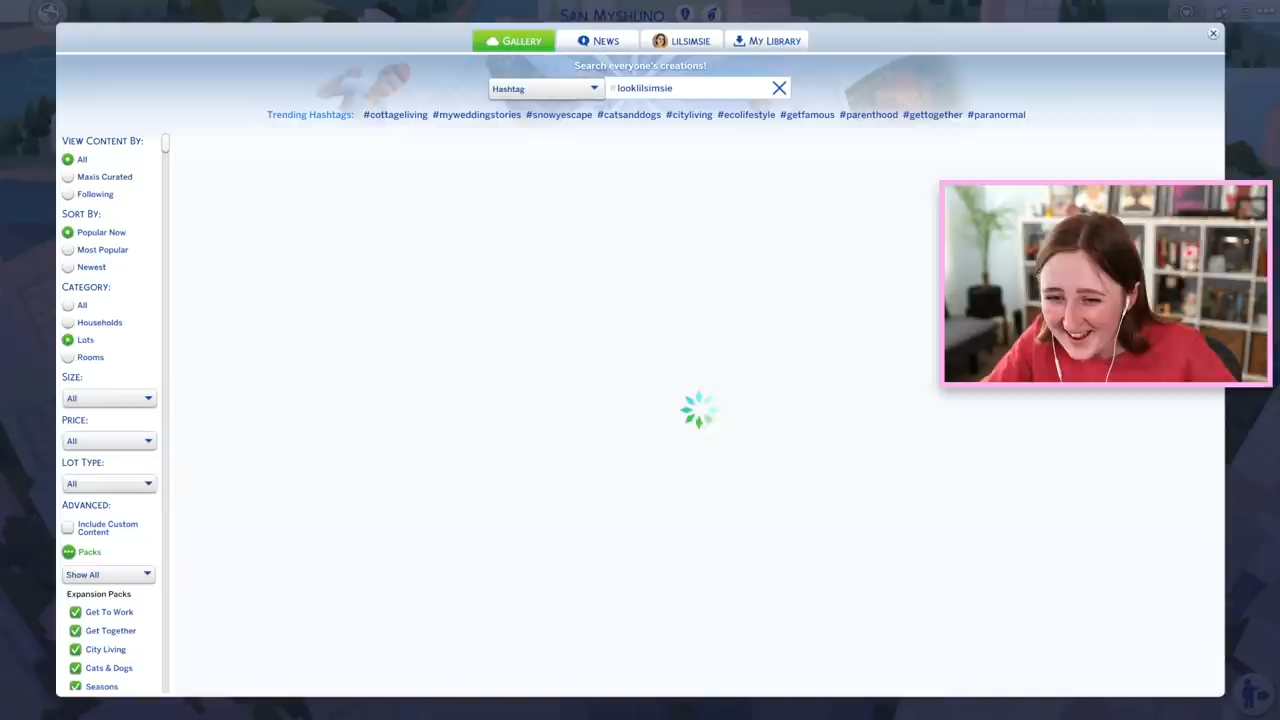 San Myshuno
Gallery
News
lilsimsie
My Library
Search everyone's creations!
Hashtag
#looklilsimsie
Trending Hashtags: #cottageliving #myweddingstories #snowyescape #catsanddogs #cityliving #ecolifestyle #getfamous #parenthood #gettogether #paranormal
View Content By:
All
Maxis Curated
Following
Sort By:
Popular Now
Most Popular
Newest
Category:
All
Households
Lots
Rooms
Size:
All
Price:
All
Lot Type:
All
Advanced:
Include Custom
Content
Packs
Show All
Expansion Packs
Get To Work
Get Together
City Living
Cats & Dogs
Seasons